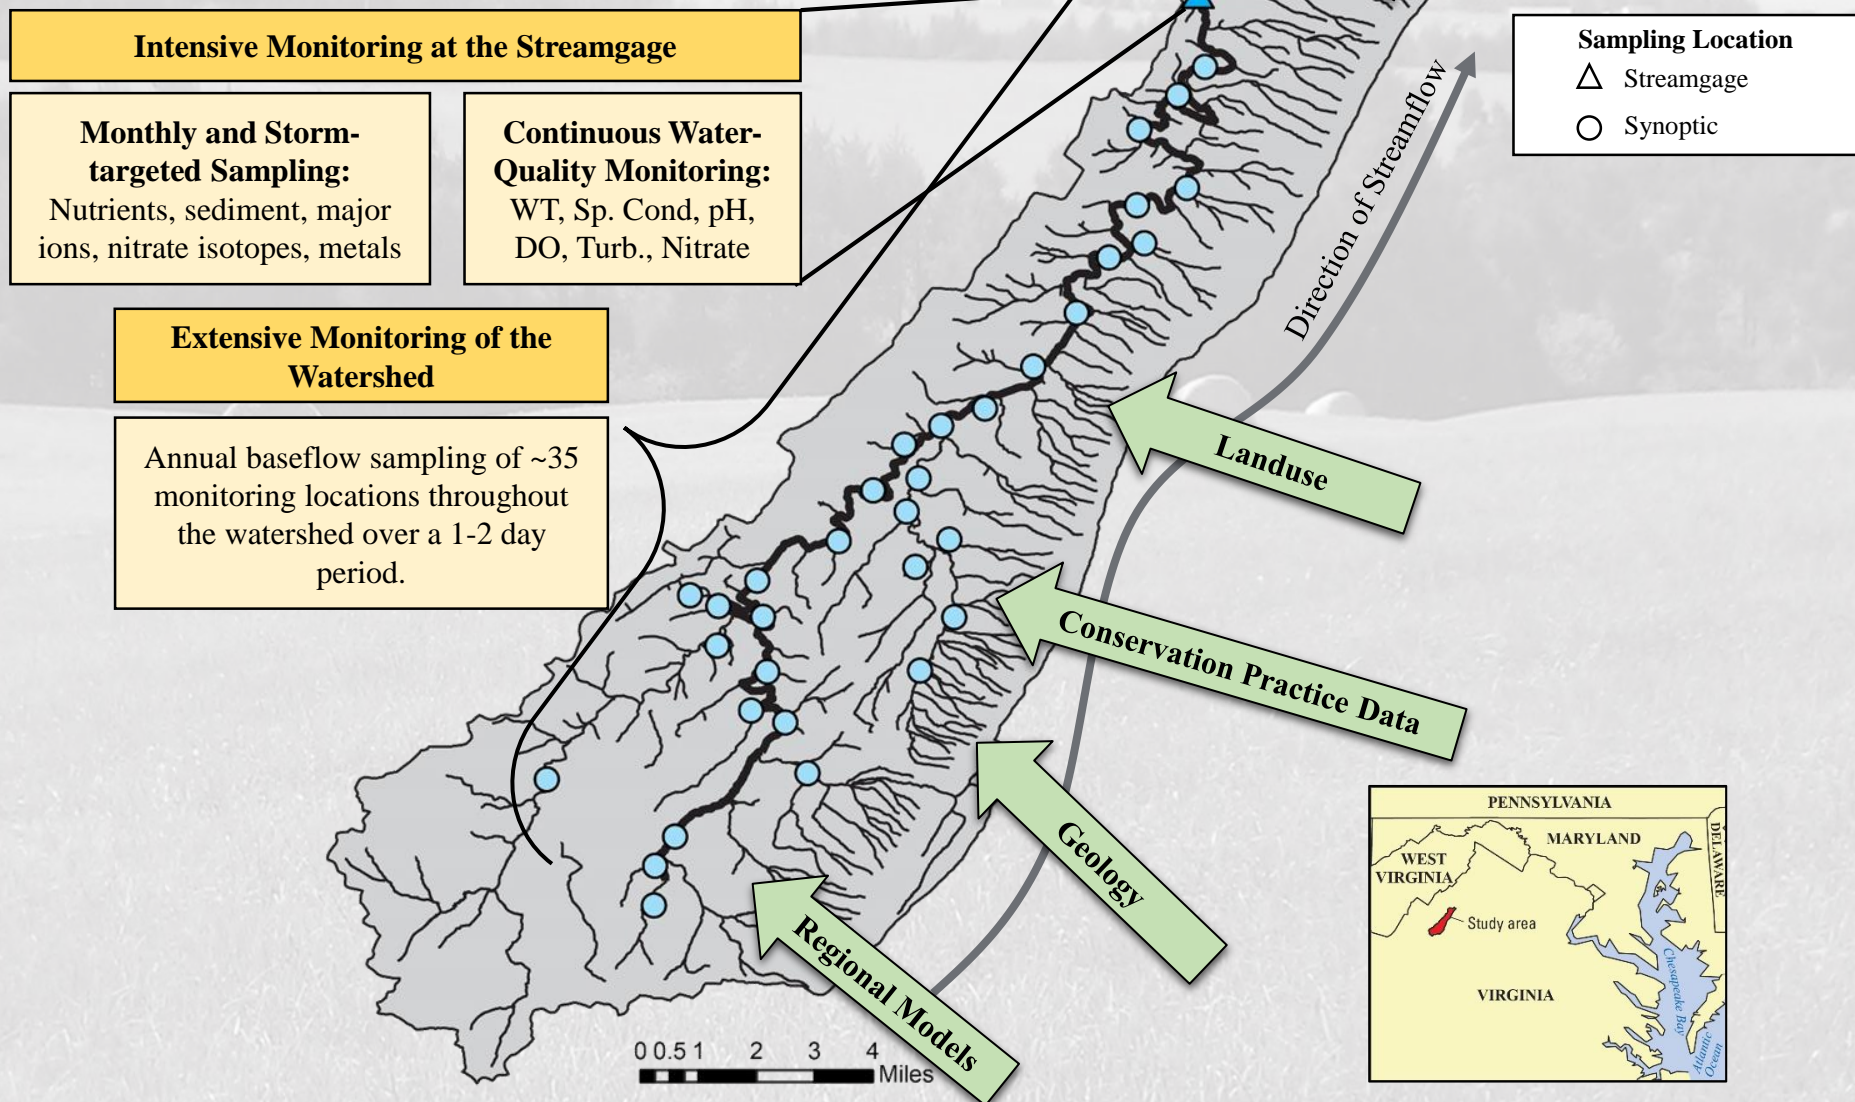 Intensive Monitoring at the Streamgage
Monthly and Storm-
targeted Sampling:
Nutrients, sediment, major
ions, nitrate isotopes, metals
Continuous Water-
Quality Monitoring:
WT, Sp. Cond, pH,
DO, Turb., Nitrate
Extensive Monitoring of the
Watershed
Annual baseflow sampling of ~35
monitoring locations throughout
the watershed over a 1-2 day
period.
Sampling Location
Streamgage
Synoptic
Direction of Streamflow
Landuse
Conservation Practice Data
Geology
Regional Models
0 0.5 1 2 3 4
Miles
PENNSYLVANIA
MARYLAND
DELAWARE
WEST
VIRGINIA
Study area
VIRGINIA
Chesapeake Bay
Atlantic
Ocean